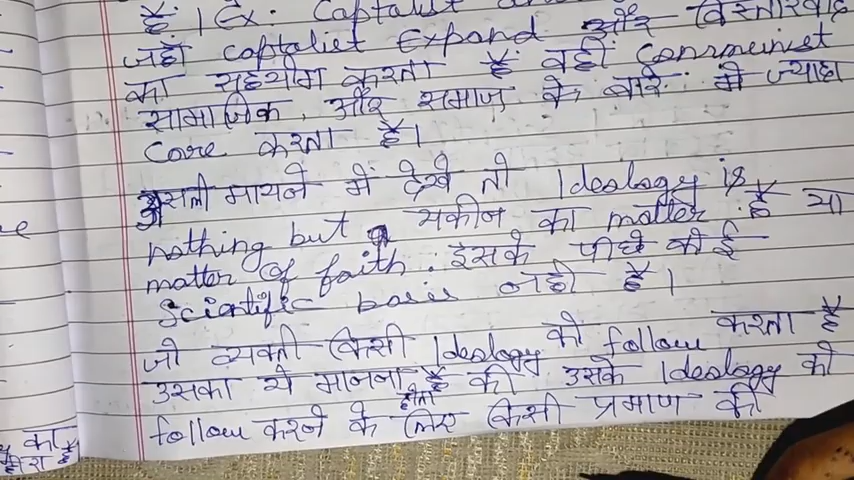 है। Ex: Captalist
जहाँ captalist Expand और विस्तारवाद
का सहयोग करता है वहीं Communist
सामाजिक और समाज के बारे में ज्यादा
Care करता है।
असली मायने में देखे तो Ideology is
nothing but यकीन का matter है या
matter of faith. इसके पीछे कोई
Scientific basis नही है।
जो व्यक्ती किसी Ideology को follow करता है
उसका ये मानना होता है की उसके Ideology को
follow करने के लिए किसी प्रमाण की